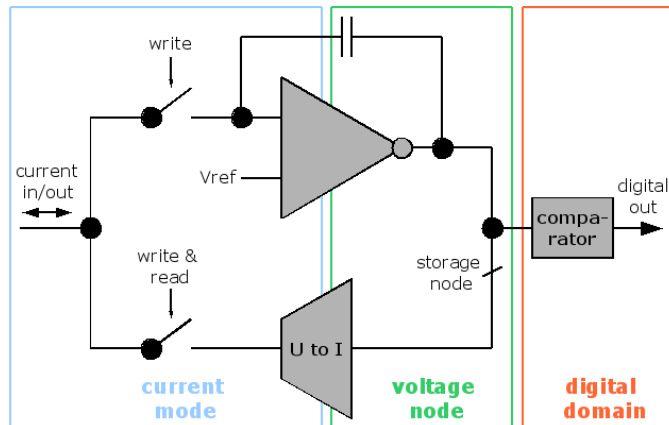 write
current
in/out
Vref
write &
read
U to I
storage
node
compa-
rator
digital
out
current
mode
voltage
node
digital
domain